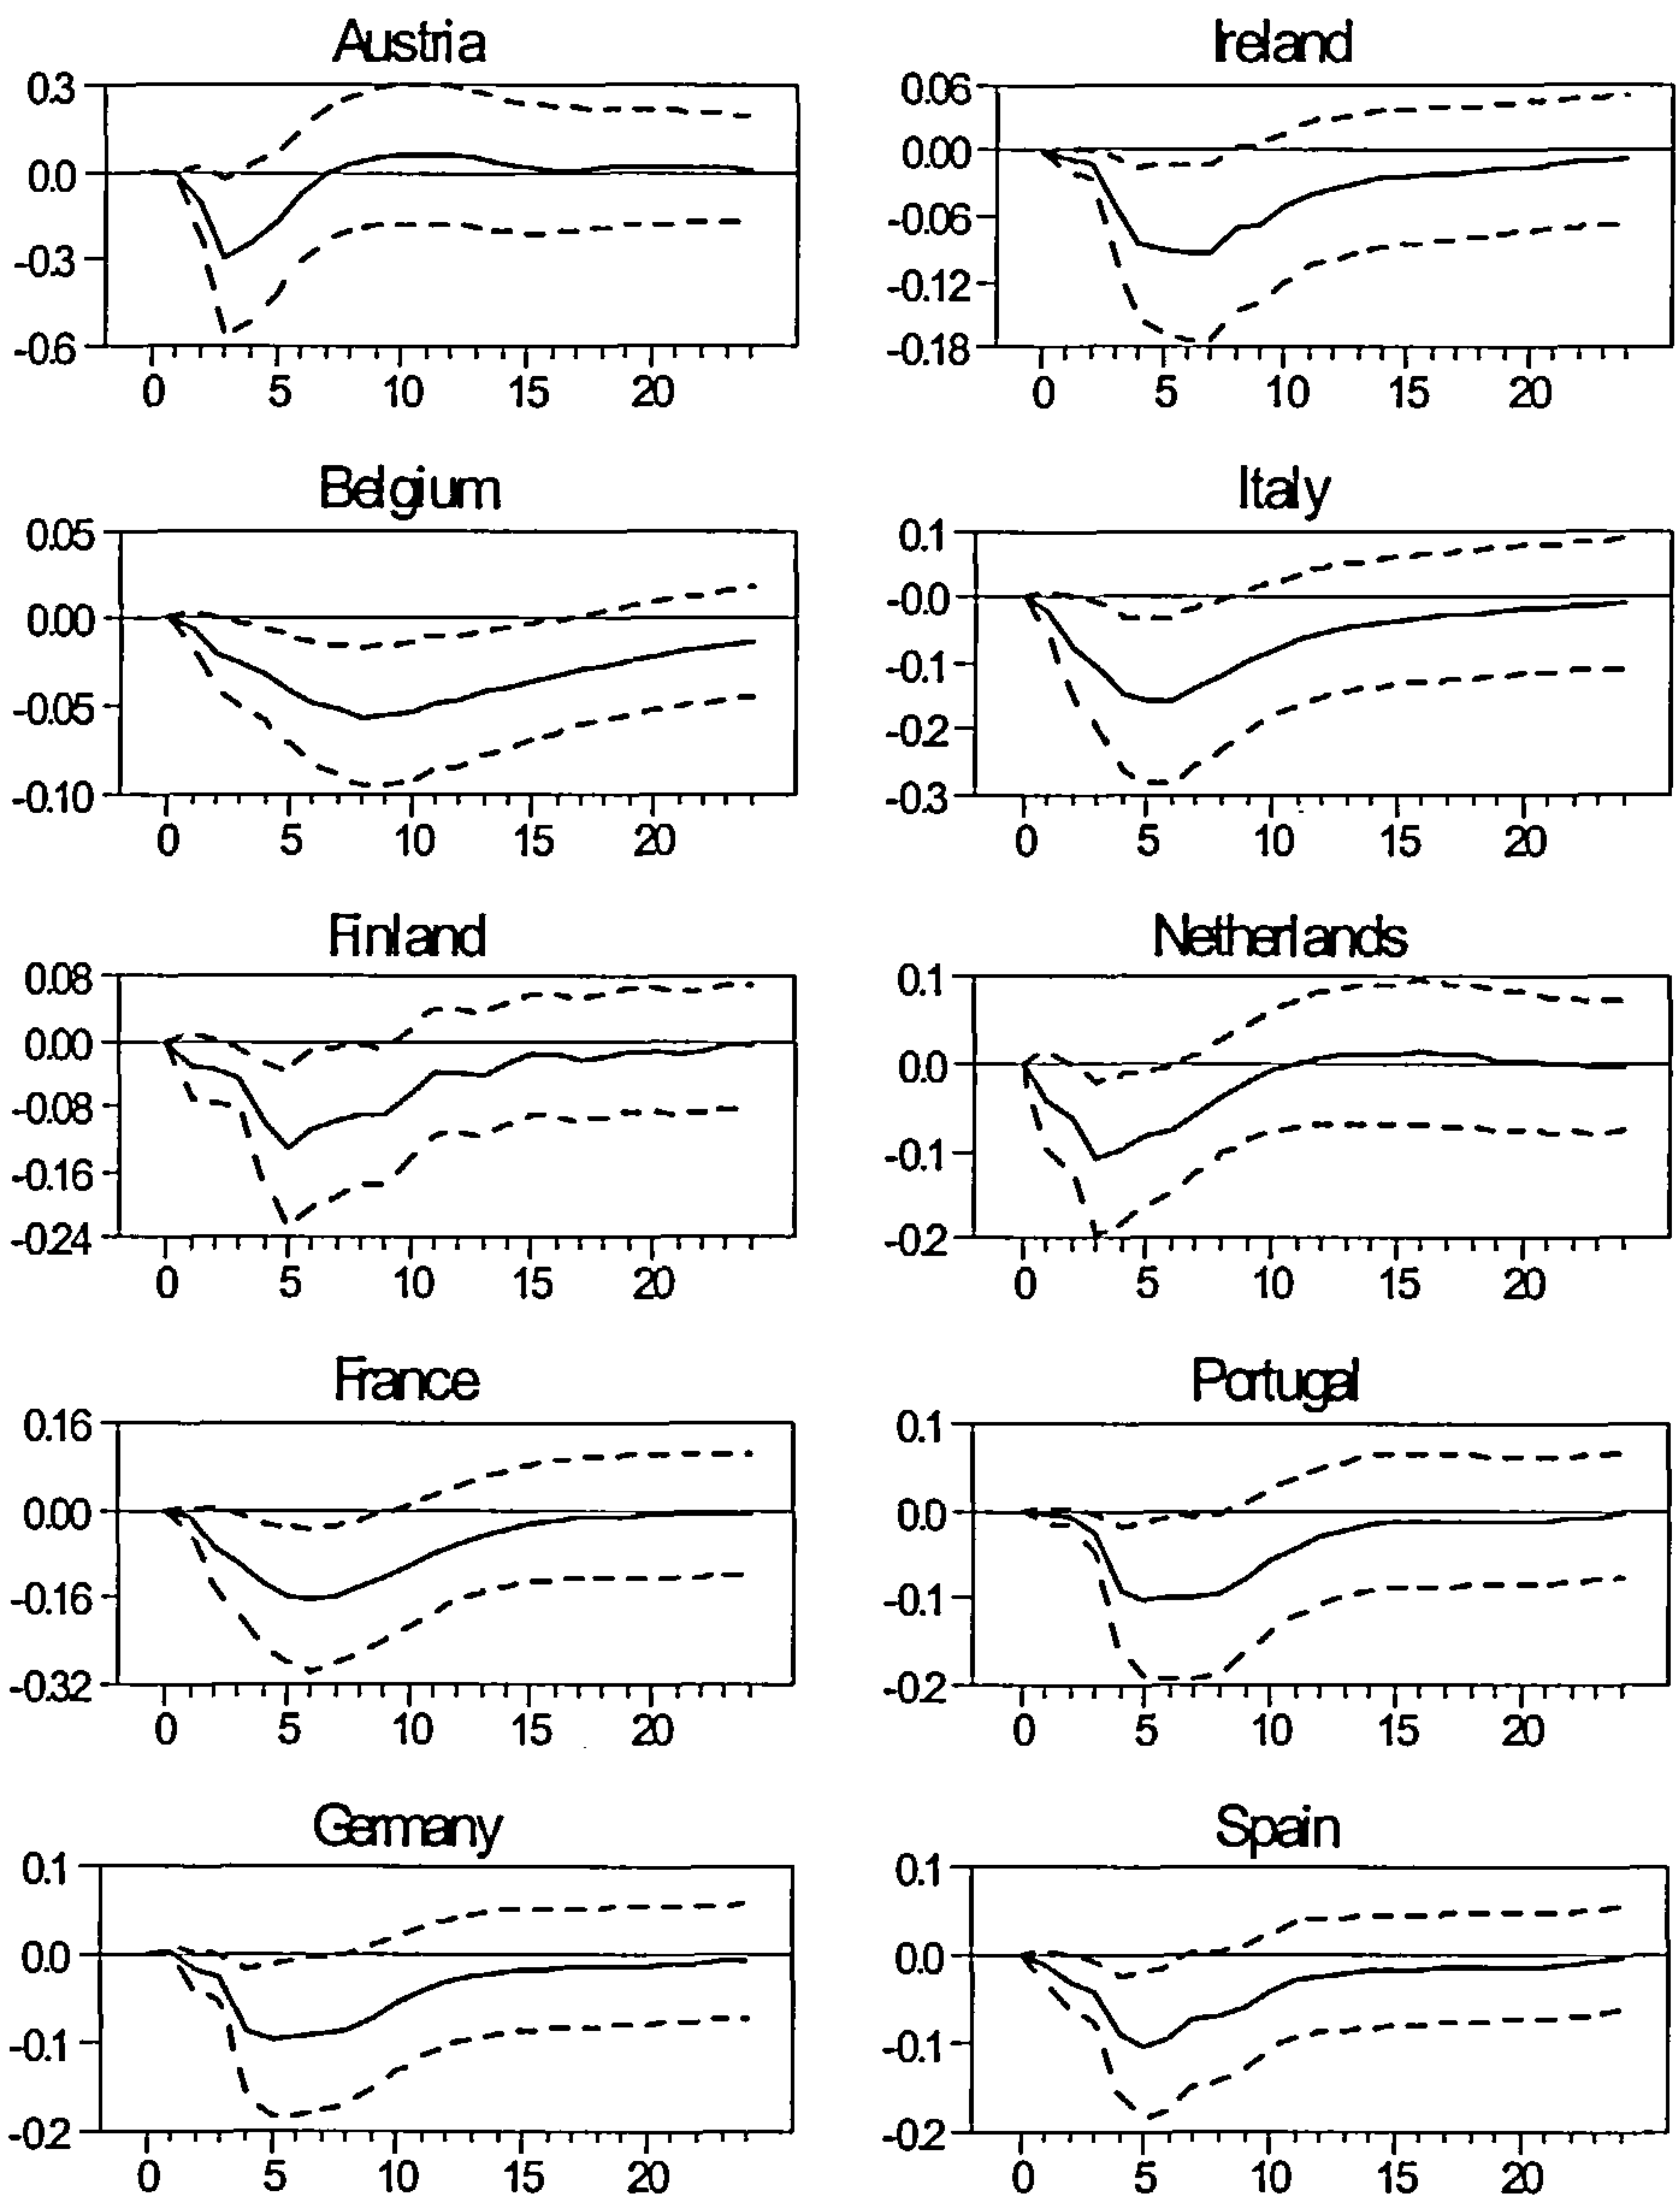 Austria
0.3
0.0
-0.3
-0.6
0 5 10 15 20
Ireland
0.06
0.00
-0.06
-0.12
-0.18
0 5 10 15 20
Belgium
0.05
0.00
-0.05
-0.10
0 5 10 15 20
Italy
0.1
-0.0
-0.1
-0.2
-0.3
0 5 10 15 20
Finland
0.08
0.00
-0.08
-0.16
-0.24
0 5 10 15 20
Netherlands
0.1
0.0
-0.1
-0.2
0 5 10 15 20
France
0.16
0.00
-0.16
-0.32
0 5 10 15 20
Portugal
0.1
0.0
-0.1
-0.2
0 5 10 15 20
Germany
0.1
0.0
-0.1
-0.2
0 5 10 15 20
Spain
0.1
0.0
-0.1
-0.2
0 5 10 15 20